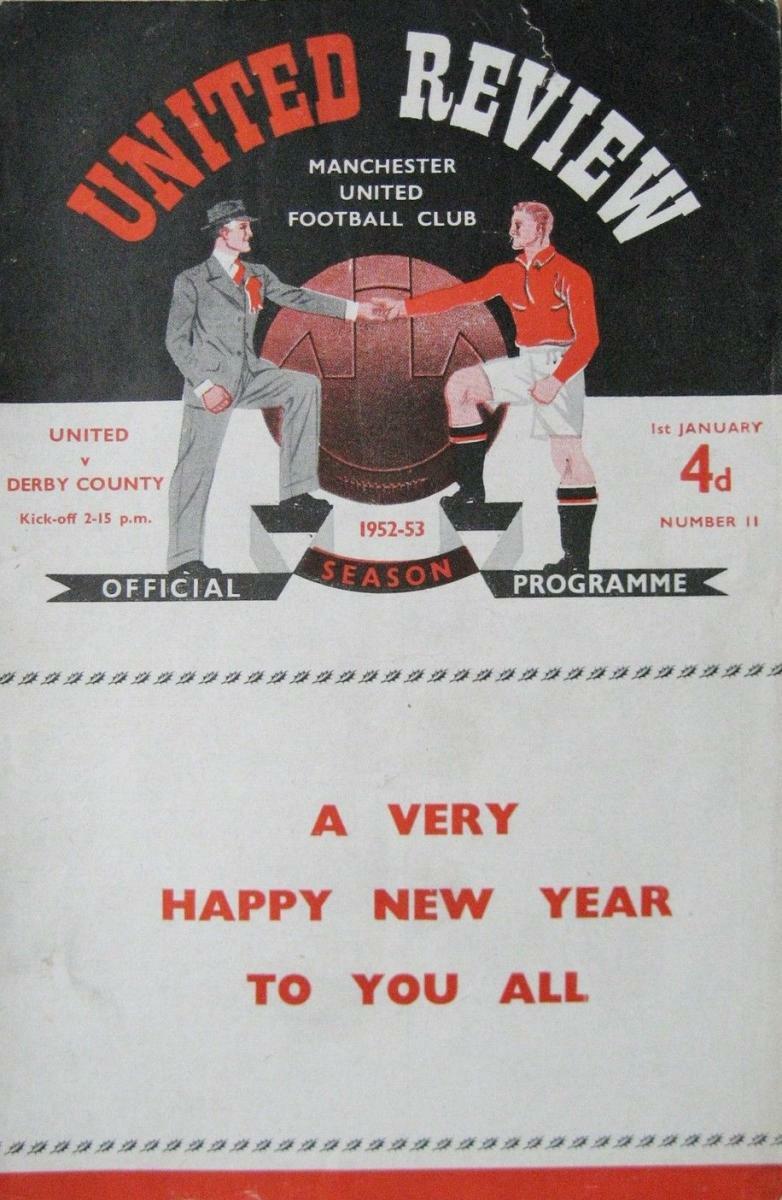 UNITED REVIEW
MANCHESTER
UNITED
FOOTBALL CLUB
UNITED
v
DERBY COUNTY
Kick-off 2-15 p.m.
1st JANUARY
4d
NUMBER 11
1952-53
OFFICIAL SEASON PROGRAMME
A VERY
HAPPY NEW YEAR
TO YOU ALL